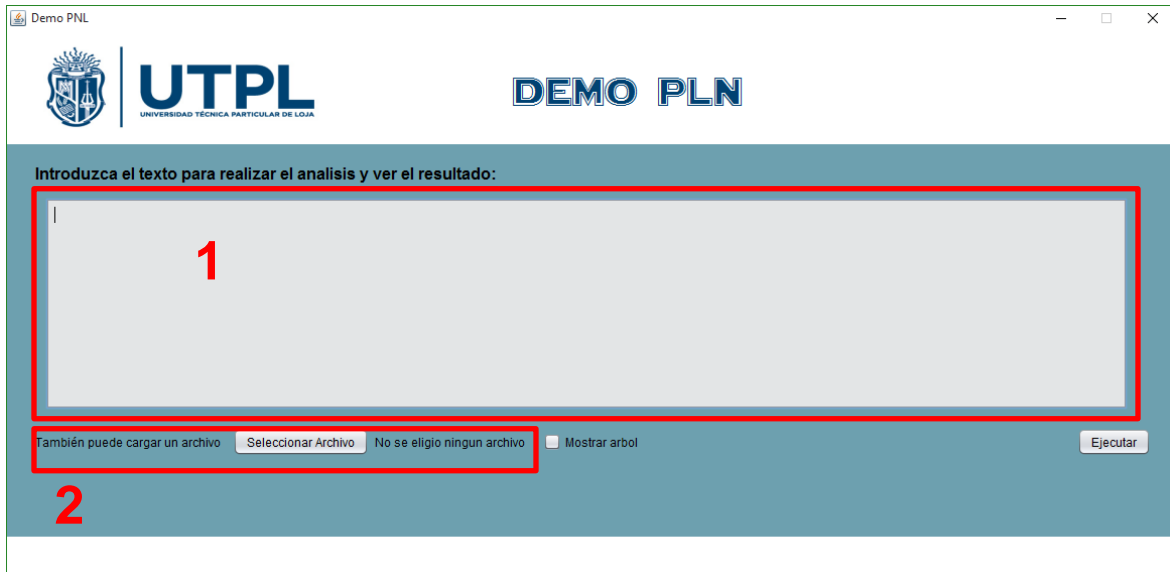 Demo PNL
UTPL
UNIVERSIDAD TÉCNICA PARTICULAR DE LOJA
DEMO PLN
Introduzca el texto para realizar el analisis y ver el resultado:
1
También puede cargar un archivo Seleccionar Archivo No se eligio ningun archivo Mostrar arbol Ejecutar
2